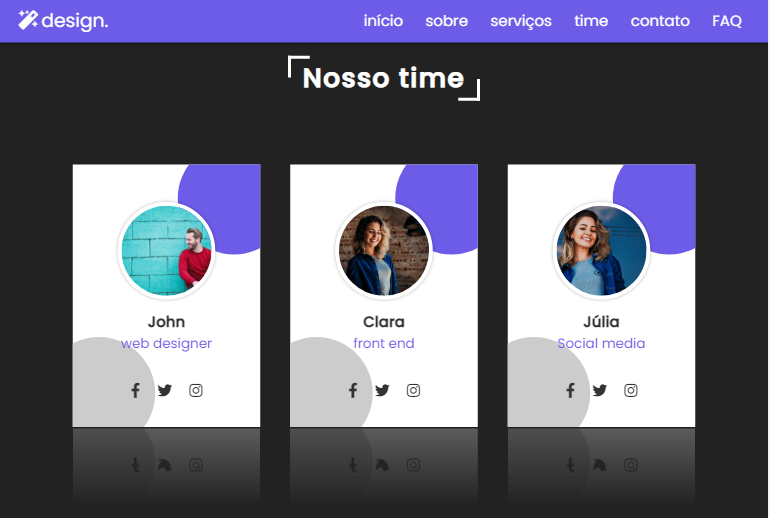 design.
início sobre serviços time contato FAQ
Nosso time
John
web designer
Clara
front end
Júlia
Social media